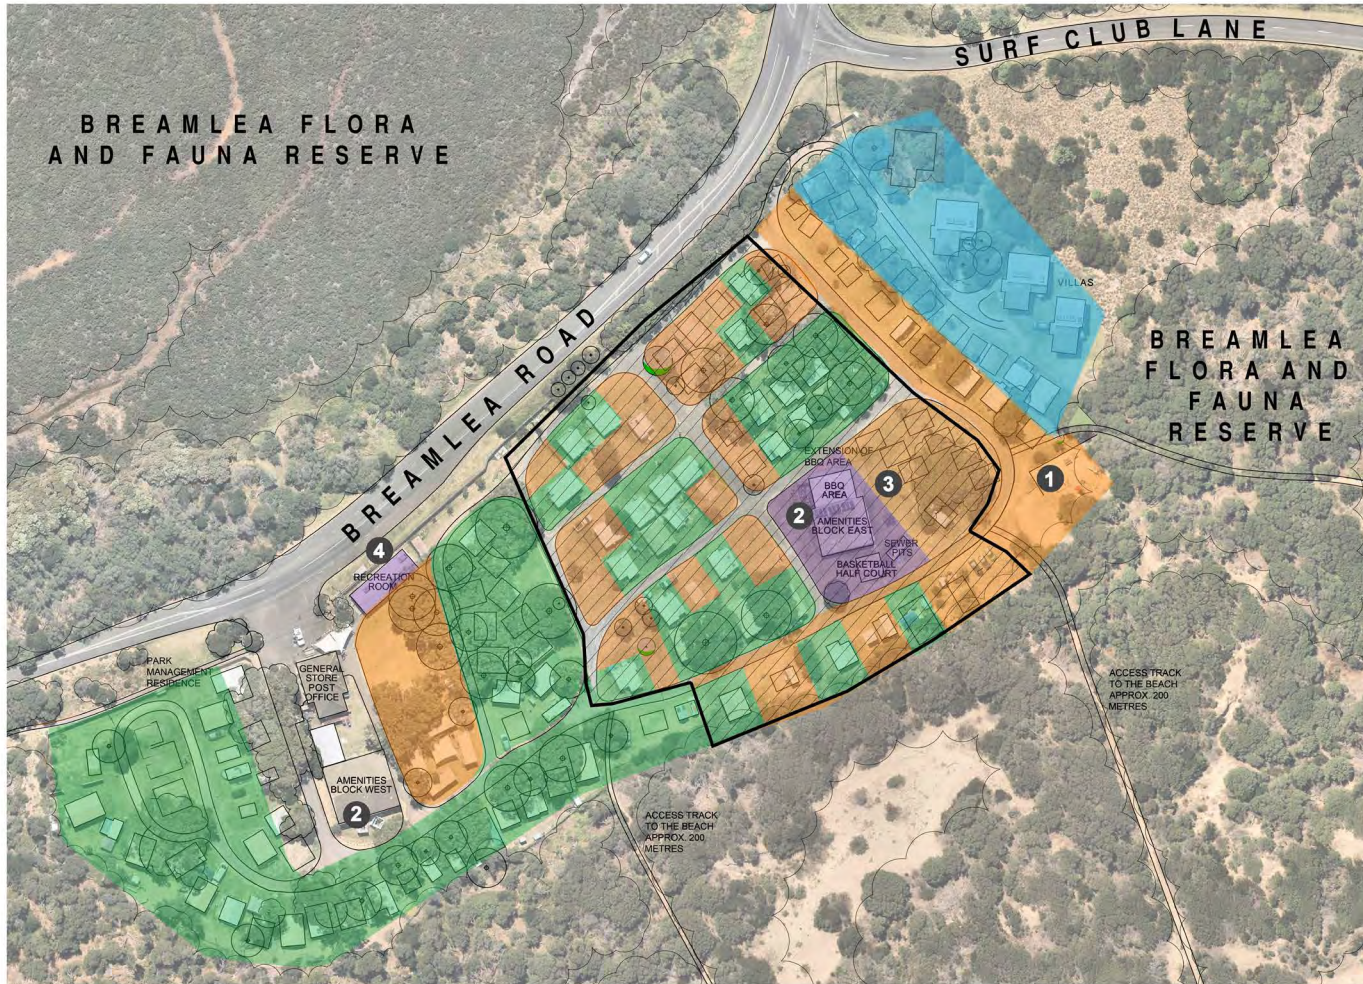 SURF CLUB LANE
BREAMLEA FLORA
AND FAUNA RESERVE
VILLAS
BREAMLEA
FLORA AND
FAUNA
RESERVE
BREAMLEA ROAD
EXTENSION OF
BBQ AREA
BBQ
AREA
1
3
2
AMENITIES
BLOCK EAST
SEWER
PITS
BASKETBALL
HALF COURT
4
RECREATION
ROOM
PARK
MANAGEMENT
RESIDENCE
GENERAL
STORE
POST
OFFICE
ACCESS TRACK
TO THE BEACH
APPROX. 200
METRES
AMENITIES
BLOCK WEST
2
ACCESS TRACK
TO THE BEACH
APPROX. 200
METRES